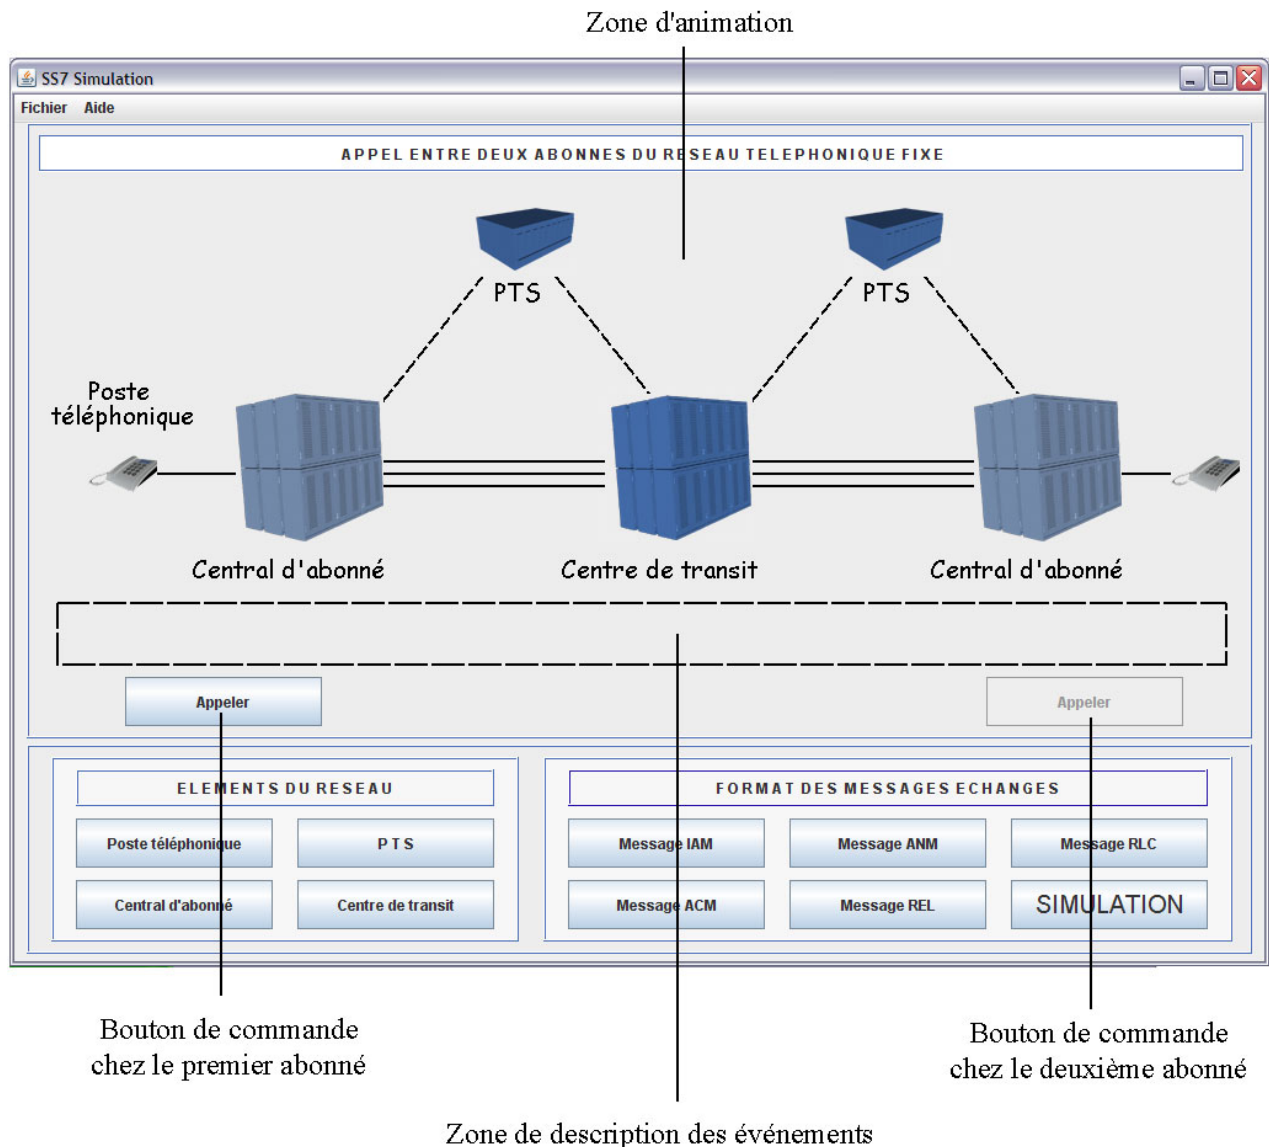 Zone d'animation
SS7 Simulation
Fichier Aide
APPEL ENTRE DEUX ABONNES DU RESEAU TELEPHONIQUE FIXE
PTS
PTS
Poste
téléphonique
Central d'abonné
Centre de transit
Central d'abonné
Appeler
Appeler
ELEMENTS DU RESEAU
FORMAT DES MESSAGES ECHANGES
Poste téléphonique
P T S
Message IAM
Message ANM
Message RLC
Central d'abonné
Centre de transit
Message ACM
Message REL
SIMULATION
Bouton de commande
chez le premier abonné
Bouton de commande
chez le deuxième abonné
Zone de description des événements